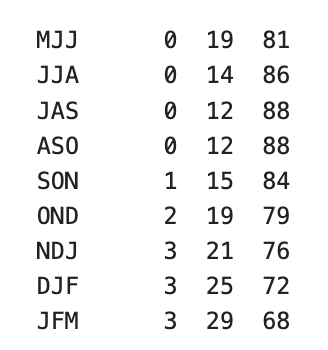 MJJ 0 19 81
JJA 0 14 86
JAS 0 12 88
ASO 0 12 88
SON 1 15 84
OND 2 19 79
NDJ 3 21 76
DJF 3 25 72
JFM 3 29 68